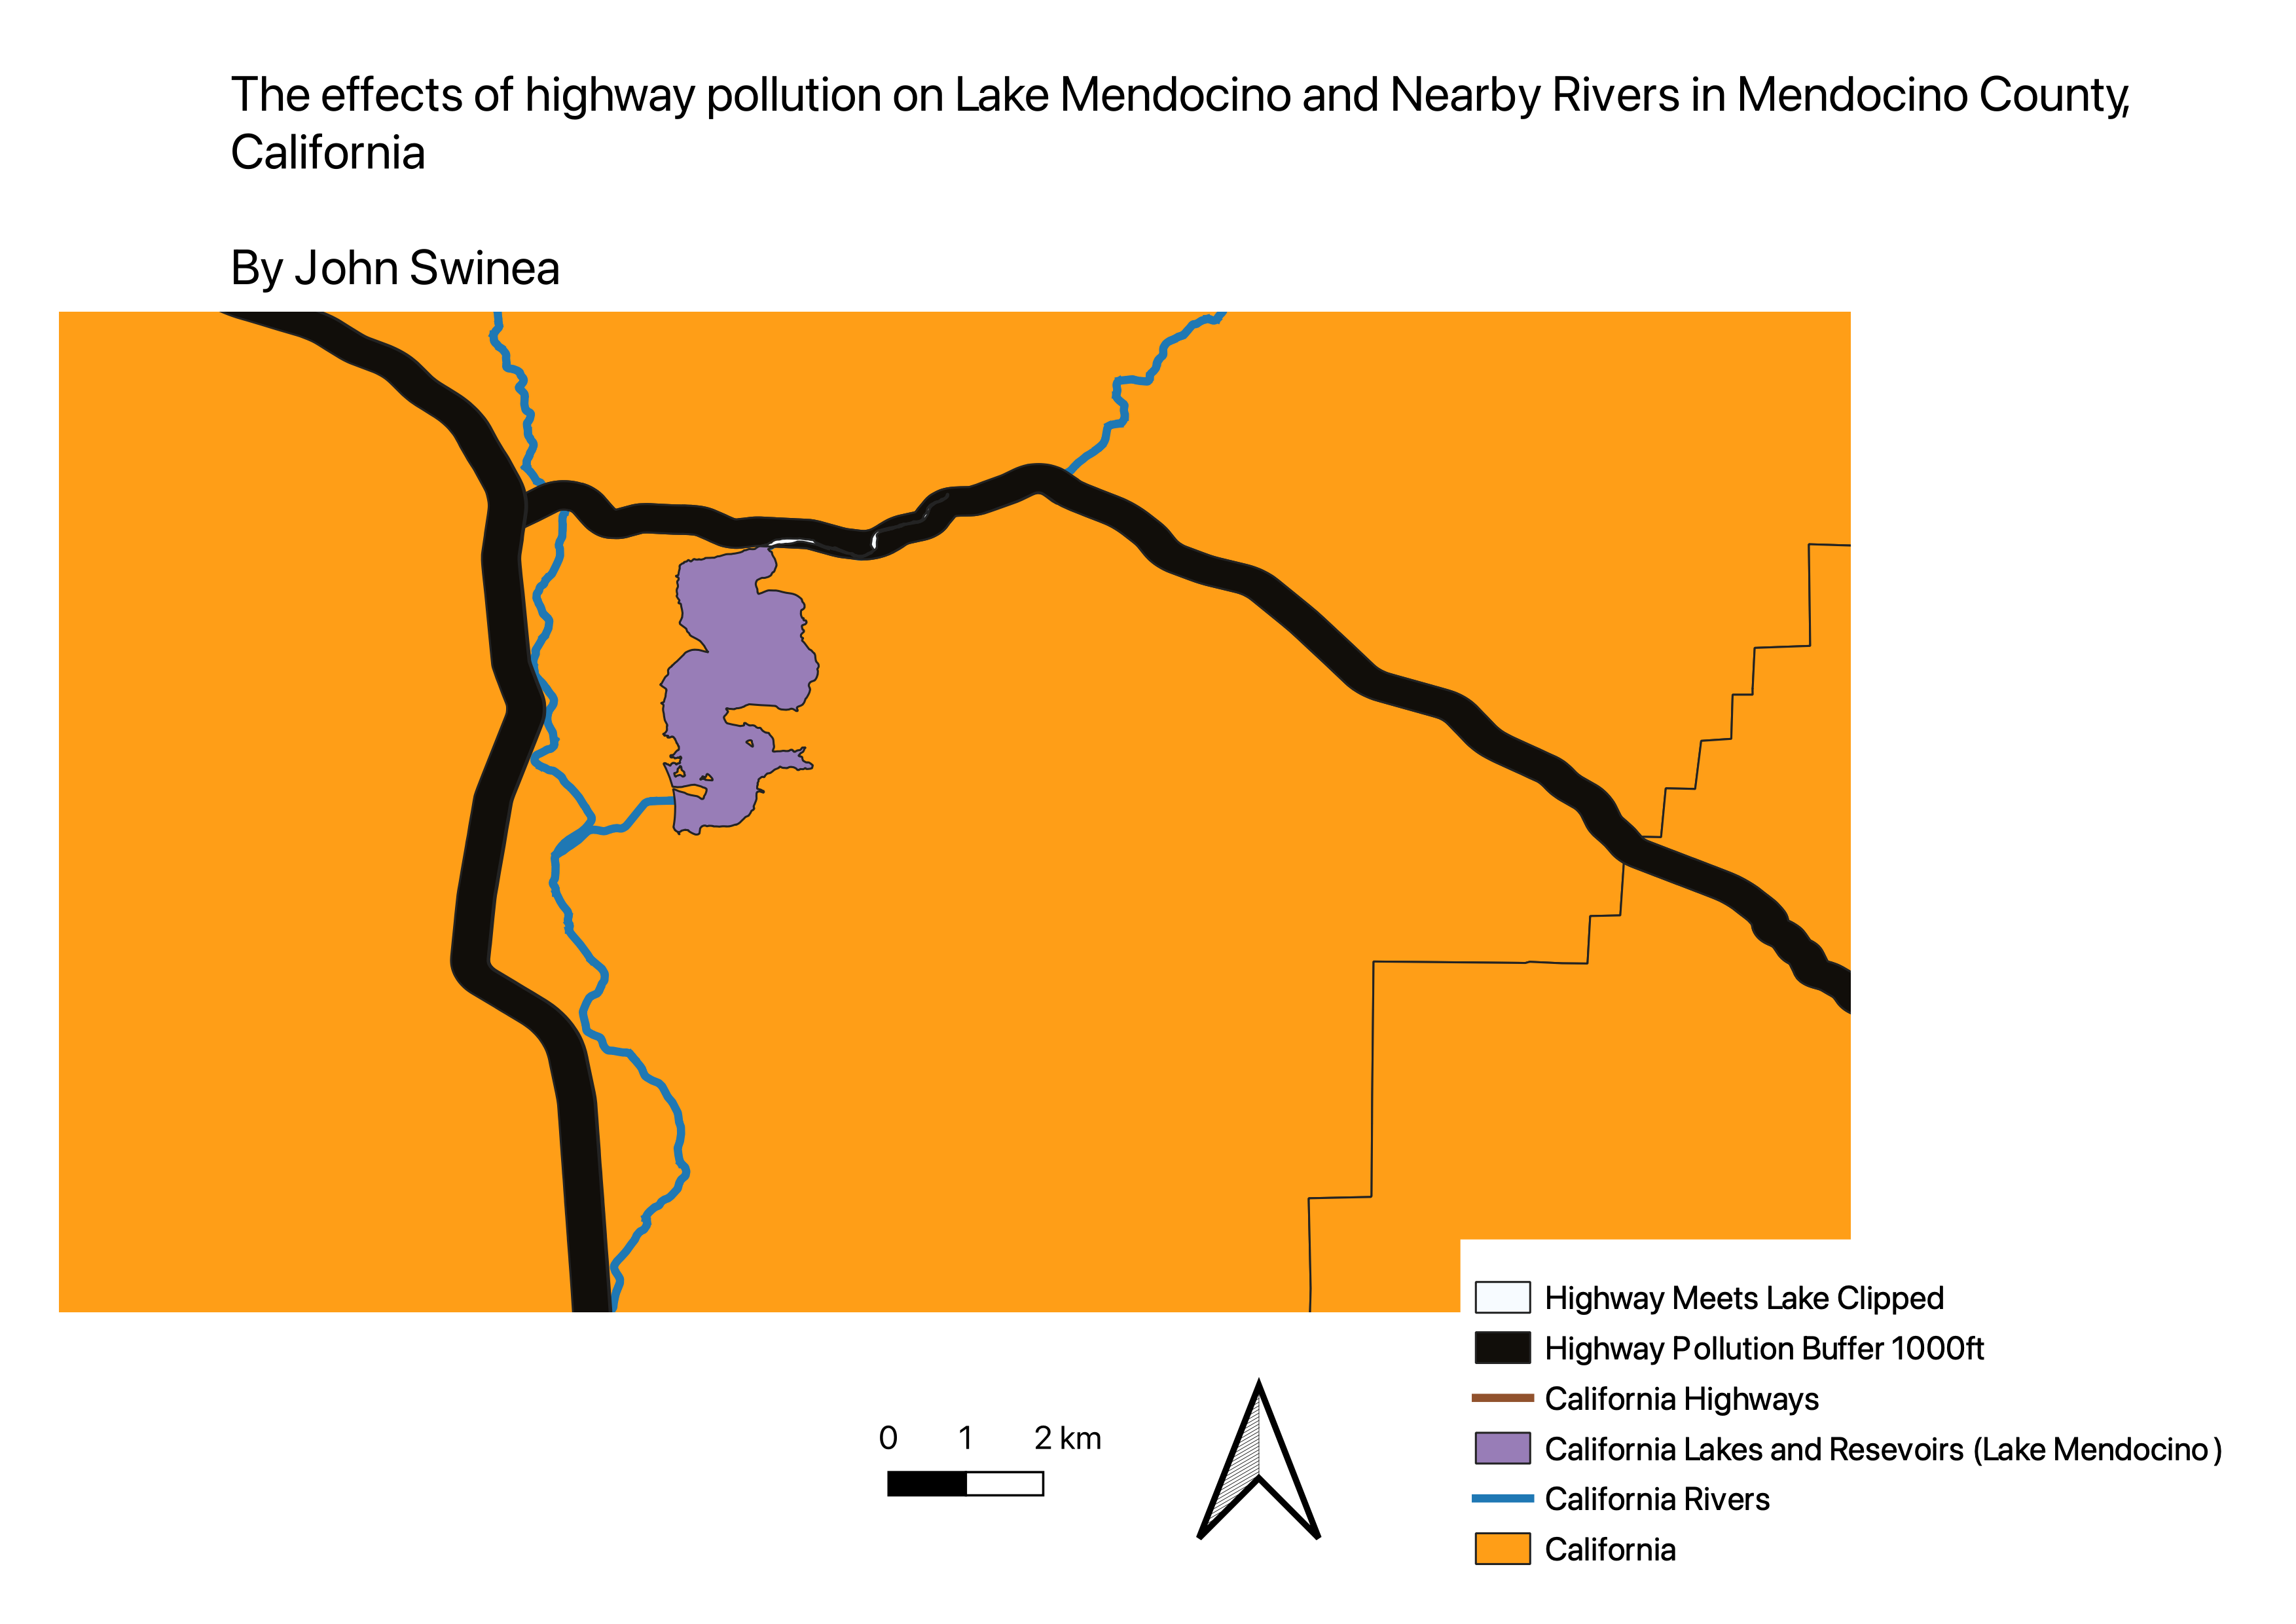 The effects of highway pollution on Lake Mendocino and Nearby Rivers in Mendocino County,
California
By John Swinea
Highway Meets Lake Clipped
Highway Pollution Buffer 1000ft
California Highways
California Lakes and Resevoirs (Lake Mendocino)
California Rivers
California
0 1 2 km